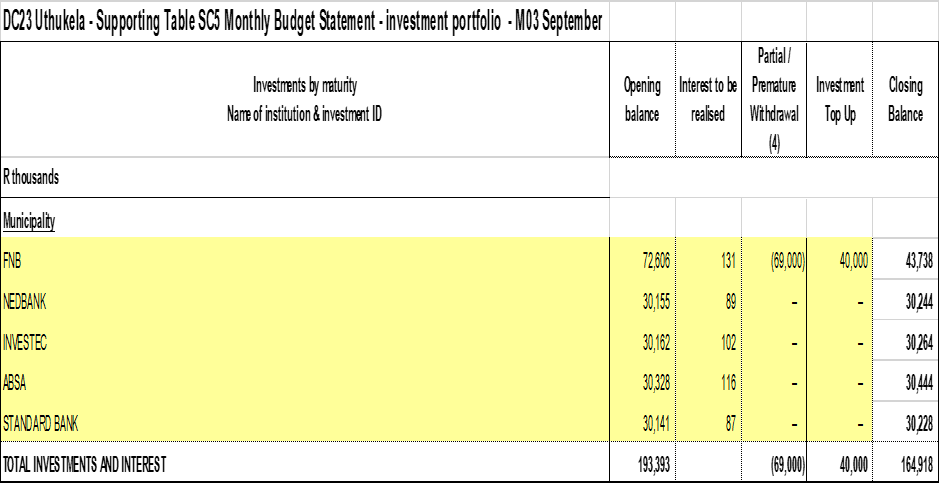 DC23 Uthukela - Supporting Table SC5 Monthly Budget Statement - investment portfolio - M03 September
Investments by maturity
Name of institution & investment ID
Opening balance
Interest to be realised
Partial / Premature Withdrawal (4)
Investment Top Up
Closing Balance
R thousands
Municipality
FNB 72,606 131 (69,000) 40,000 43,738
NEDBANK 30,155 89 – – 30,244
INVESTEC 30,162 102 – – 30,264
ABSA 30,328 116 – – 30,444
STANDARD BANK 30,141 87 – – 30,228
TOTAL INVESTMENTS AND INTEREST 193,393 (69,000) 40,000 164,918